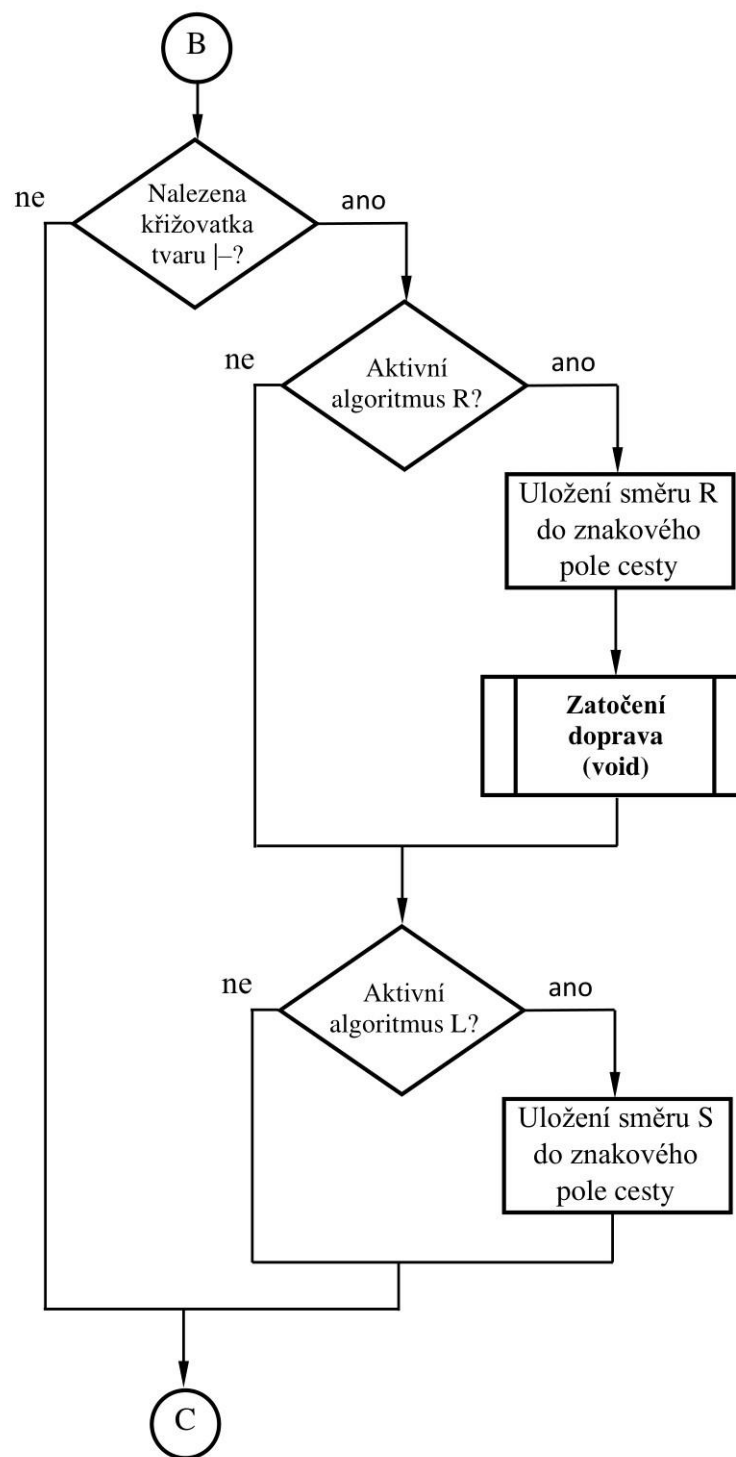 B
ne
ano
Nalezena
křižovatka
tvaru |–?
ne
ano
Aktivní
algoritmus R?
Uložení směru R
do znakového
pole cesty
Zatočení
doprava
(void)
ne
ano
Aktivní
algoritmus L?
Uložení směru S
do znakového
pole cesty
C